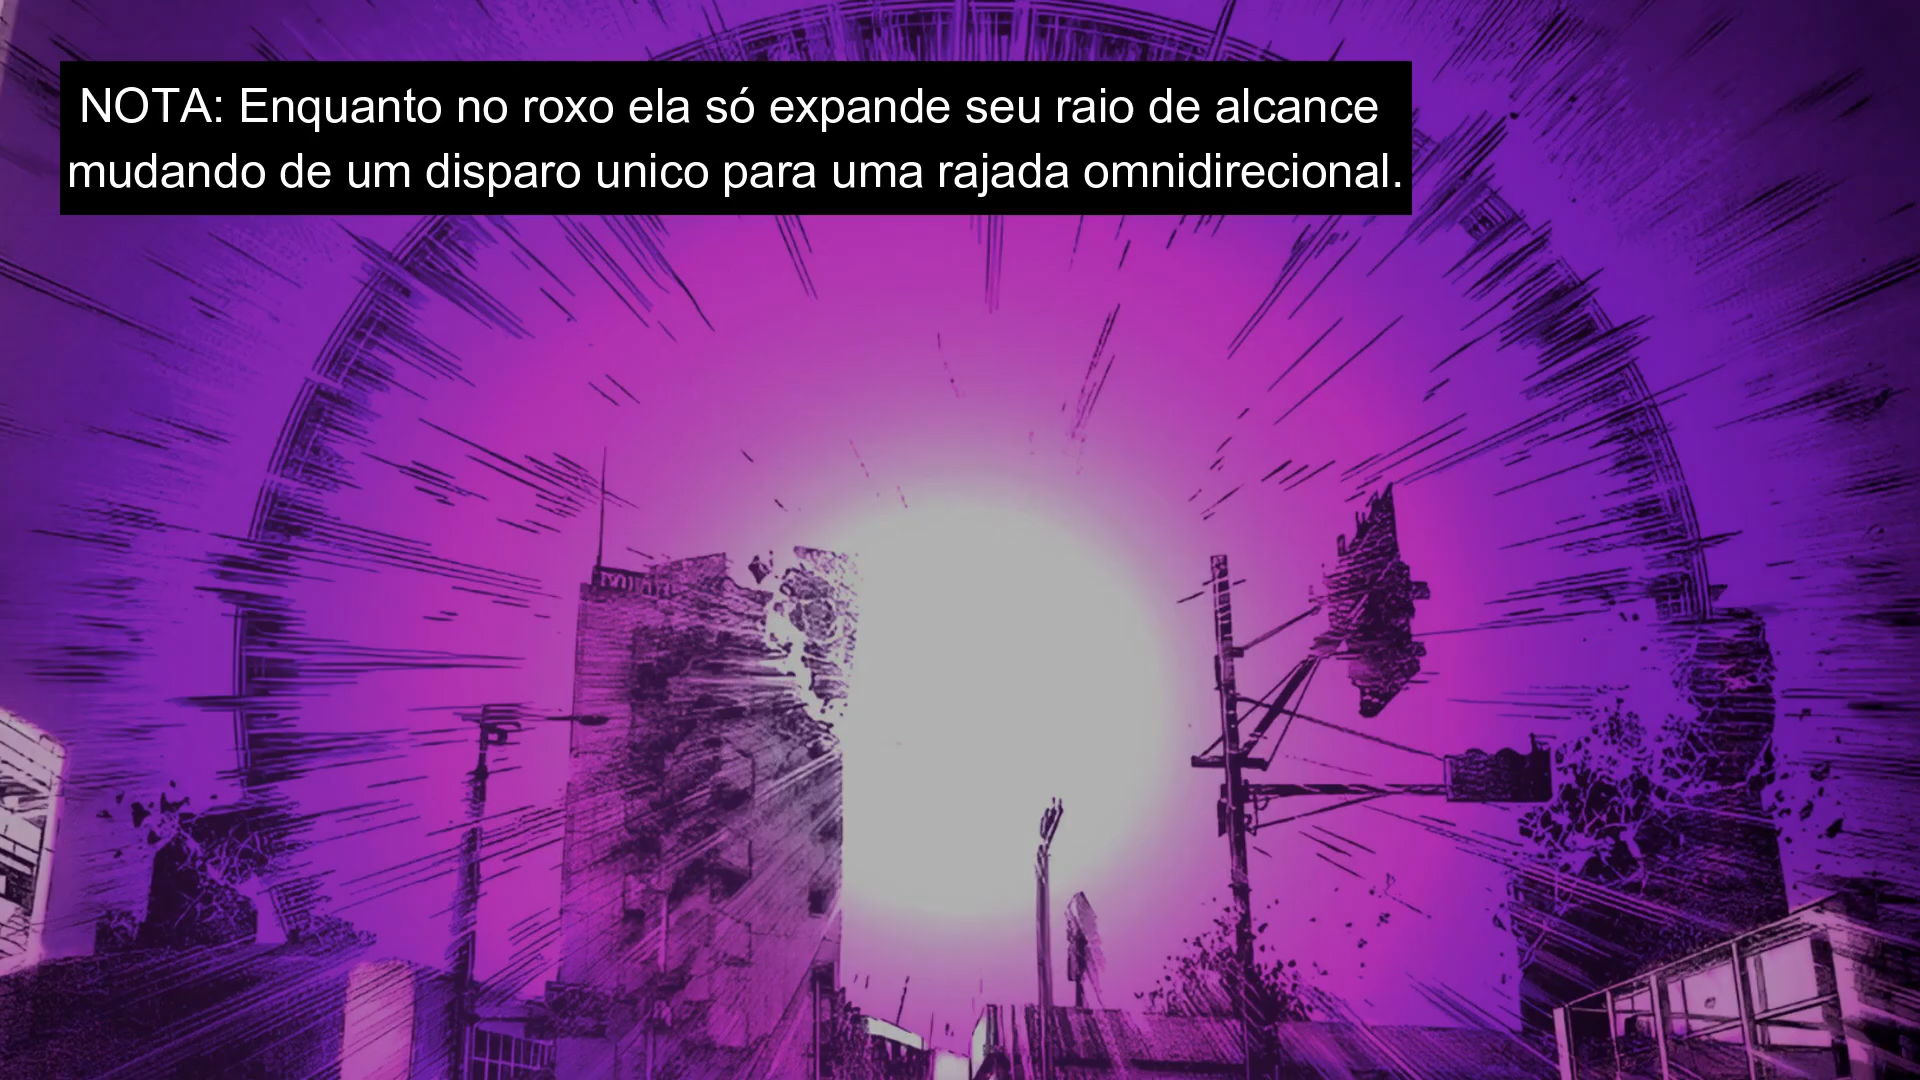 NOTA: Enquanto no roxo ela só expande seu raio de alcance
mudando de um disparo unico para uma rajada omnidirecional.